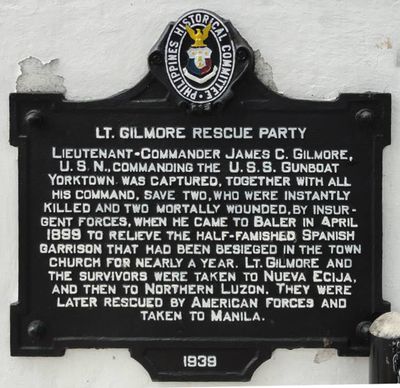 PHILIPPINES HISTORICAL COMMITTEE
LT. GILMORE RESCUE PARTY
LIEUTENANT-COMMANDER JAMES C. GILMORE,
U.S.N., COMMANDING THE U.S.S. GUNBOAT
YORKTOWN WAS CAPTURED, TOGETHER WITH ALL
HIS COMMAND, SAVE TWO, WHO WERE INSTANTLY
KILLED AND TWO MORTALLY WOUNDED, BY INSUR-
GENT FORCES, WHEN HE CAME TO BALER IN APRIL
1899 TO RELIEVE THE HALF-FAMISHED SPANISH
GARRISON THAT HAD BEEN BESIEGED IN THE TOWN
CHURCH FOR NEARLY A YEAR. LT. GILMORE AND
THE SURVIVORS WERE TAKEN TO NUEVA ECIJA,
AND THEN TO NORTHERN LUZON. THEY WERE
LATER RESCUED BY AMERICAN FORCES AND
TAKEN TO MANILA.
1939